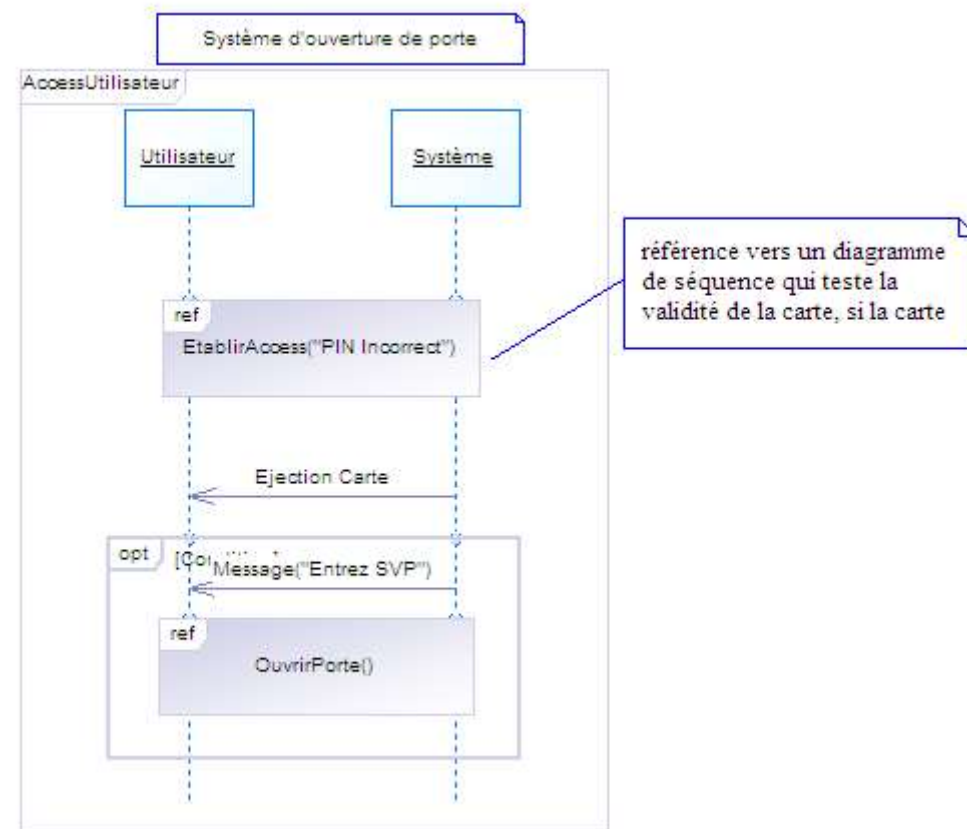 Système d'ouverture de porte
AccessUtilisateur
Utilisateur
Système
référence vers un diagramme
de séquence qui teste la
validité de la carte, si la carte
ref
EtablirAccess("PIN Incorrect")
Ejection Carte
opt
Message("Entrez SVP")
ref
OuvrirPorte()